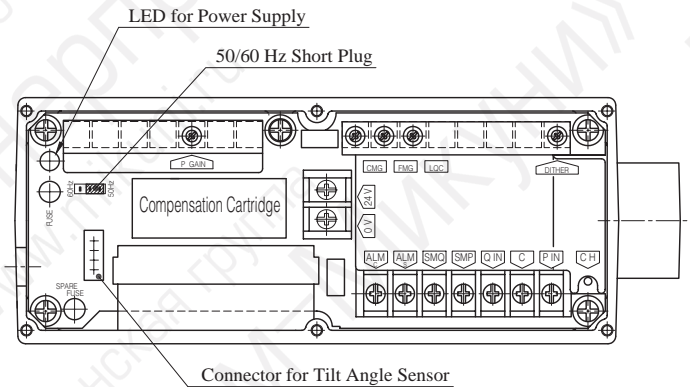 LED for Power Supply
50/60 Hz Short Plug
P GAIN
CMG FMG LQC DITHER
60Hz 50Hz
FUSE
Compensation Cartridge
24 V
0 V
ALM ALM SMQ SMP Q IN C P IN C H
SPARE
FUSE
Connector for Tilt Angle Sensor